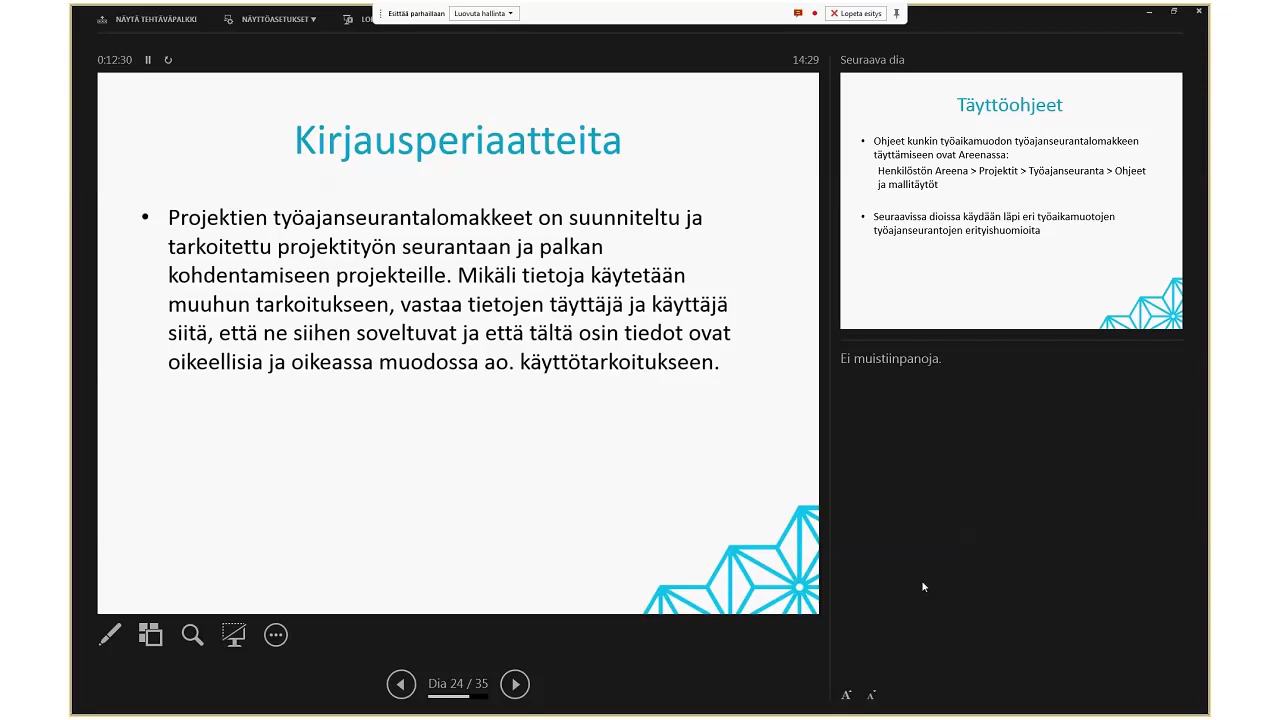 NÄYTÄ TEHTÄVÄPALKKI
NÄYTTÖASETUKSET ▼
Esittää parhaillaan
Luovuta hallinta
Lopeta esitys
0:12:30
14:29
Seuraava dia
Kirjausperiaatteita
• Projektien työajanseurantalomakkeet on suunniteltu ja
tarkoitettu projektityön seurantaan ja palkan
kohdentamiseen projekteille. Mikäli tietoja käytetään
muuhun tarkoitukseen, vastaa tietojen täyttäjä ja käyttäjä
siitä, että ne siihen soveltuvat ja että tältä osin tiedot ovat
oikeellisia ja oikeassa muodossa ao. käyttötarkoitukseen.
Täyttöohjeet
• Ohjeet kunkin työaikamuodon työajanseurantalomakkeen
täyttämiseen ovat Areenassa:
Henkilöstön Areena > Projektit > Työajanseuranta > Ohjeet
ja mallitäytöt
• Seuraavissa dioissa käydään läpi eri työaikamuotojen
työajanseurantojen erityishuomioita
Ei muistiinpanoja.
Dia 24 / 35
A A